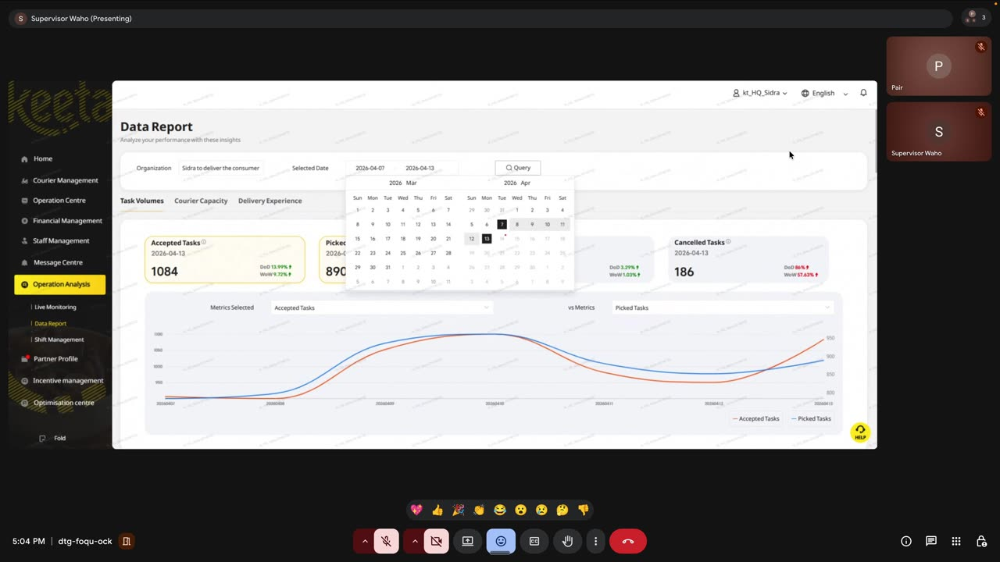 S Supervisor Waho (Presenting)
3
P
Pair
S
Supervisor Waho
keeta
kt_HQ_Sidra
English
Home
Courier Management
Operation Centre
Financial Management
Staff Management
Message Centre
Operation Analysis
Live Monitoring
Data Report
Shift Management
Partner Profile
Incentive management
Optimisation centre
Fold
Data Report
Analyze your performance with these insights
Organization Sidra to deliver the consumer Selected Date 2026-04-07 2026-04-13 Query
2026 Mar 2026 Apr
Sun Mon Tue Wed Thu Fri Sat Sun Mon Tue Wed Thu Fri Sat
1 2 3 4 5 6 7 29 30 31 1 2 3 4
8 9 10 11 12 13 14 5 6 7 8 9 10 11
15 16 17 18 19 20 21 12 13 14 15 16 17 18
22 23 24 25 26 27 28 19 20 21 22 23 24 25
29 30 31 1 2 3 4 26 27 28 29 30 1 2
5 6 7 8 9 10 11 3 4 5 6 7 8 9
Task Volumes Courier Capacity Delivery Experience
Accepted Tasks
2026-04-13
1084
DoD 13.99%
WoW 9.72%
Picked
2026-0
890
DoD 3.29%
WoW 1.03%
Cancelled Tasks
2026-04-13
186
DoD 86%
WoW 57.63%
Metrics Selected Accepted Tasks vs Metrics Picked Tasks
1100
1050
1000
950
950
900
850
800
20260407 20260408 20260409 20260410 20260411 20260412 20260413
Accepted Tasks Picked Tasks
HELP
5:04 PM | dtg-foqu-ock